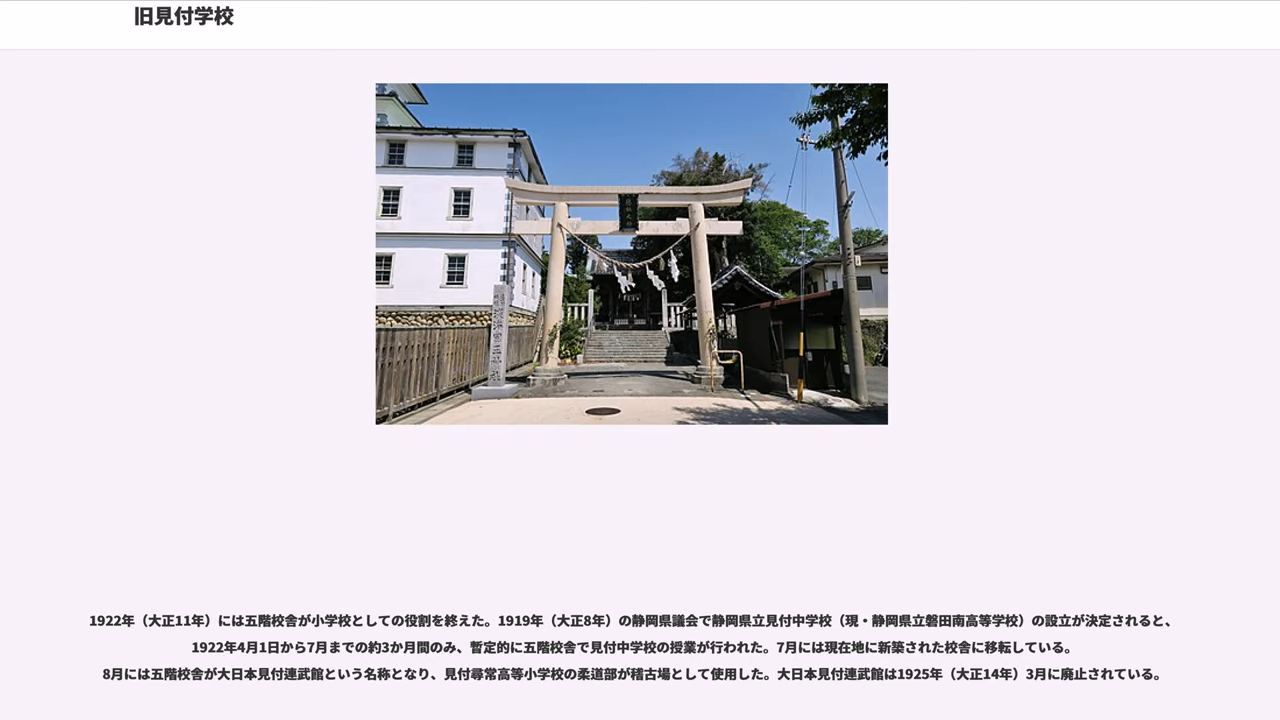 旧見付学校
1922年（大正11年）には五階校舎が小学校としての役割を終えた。1919年（大正8年）の静岡県議会で静岡県立見付中学校（現・静岡県立磐田南高等学校）の設立が決定されると、
1922年4月1日から7月までの約3か月間のみ、暫定的に五階校舎で見付中学校の授業が行われた。7月には現在地に新築された校舎に移転している。
8月には五階校舎が大日本見付連武館という名称となり、見付尋常高等小学校の柔道部が稽古場として使用した。大日本見付連武館は1925年（大正14年）3月に廃止されている。